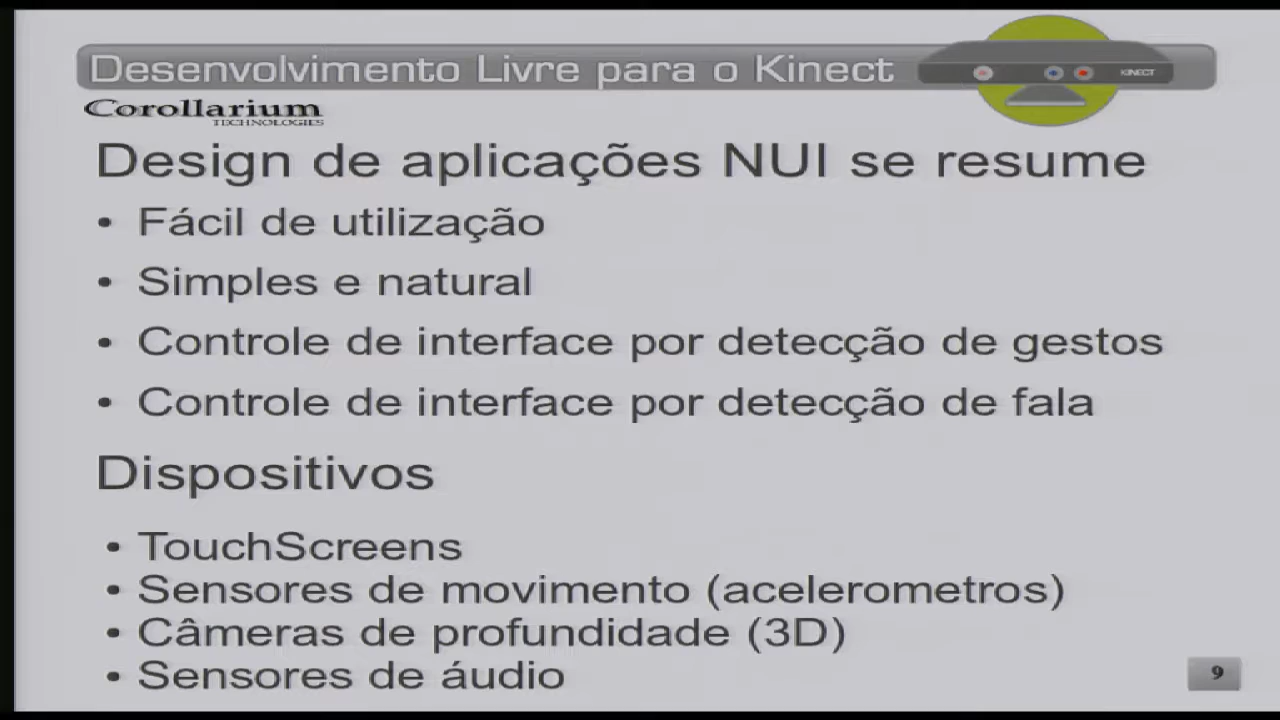 Desenvolvimento Livre para o Kinect
KINECT
Corollarium
TECHNOLOGIES
Design de aplicações NUI se resume
• Fácil de utilização
• Simples e natural
• Controle de interface por detecção de gestos
• Controle de interface por detecção de fala
Dispositivos
• TouchScreens
• Sensores de movimento (acelerometros)
• Câmeras de profundidade (3D)
• Sensores de áudio
9